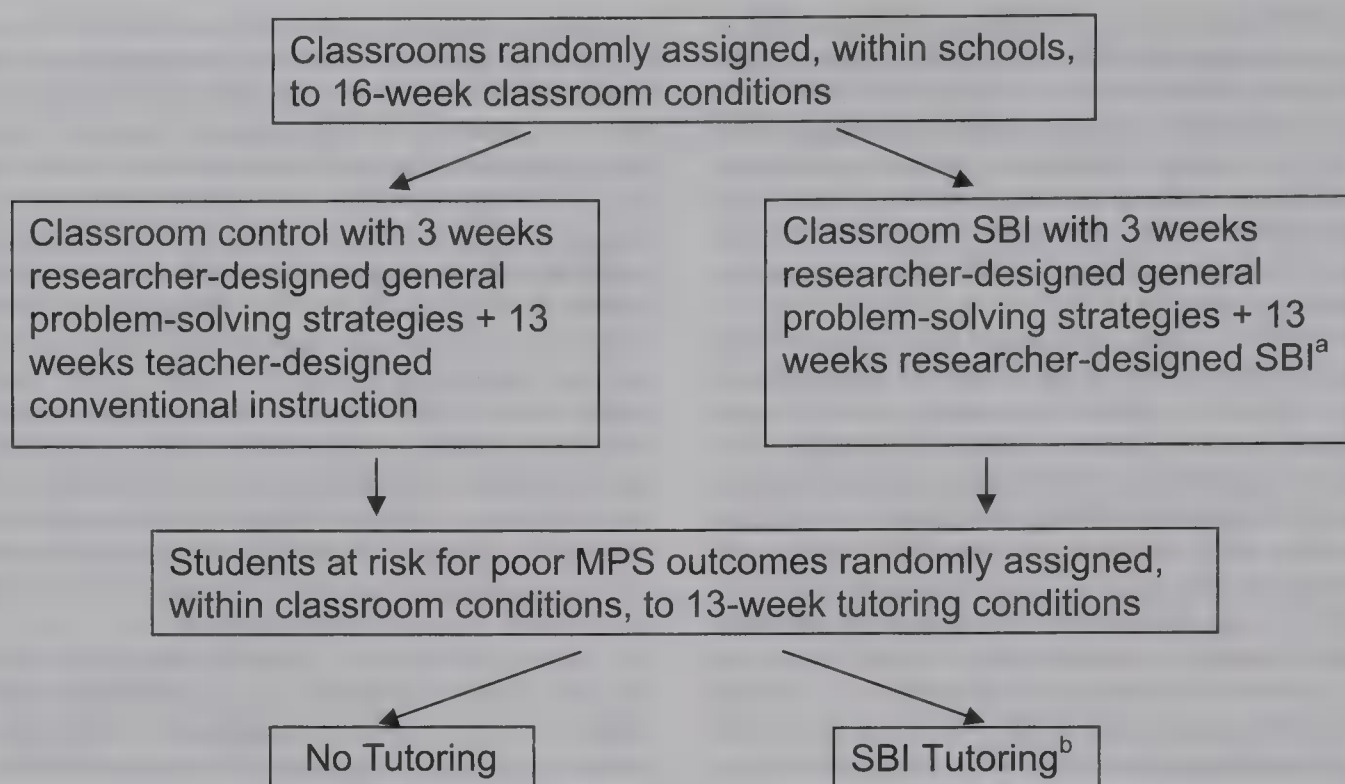 Classrooms randomly assigned, within schools,
to 16-week classroom conditions
Classroom control with 3 weeks
researcher-designed general
problem-solving strategies + 13
weeks teacher-designed
conventional instruction
Classroom SBI with 3 weeks
researcher-designed general
problem-solving strategies + 13
weeks researcher-designed SBIᵃ
Students at risk for poor MPS outcomes randomly assigned,
within classroom conditions, to 13-week tutoring conditions
No Tutoring
SBI Tutoringᵇ